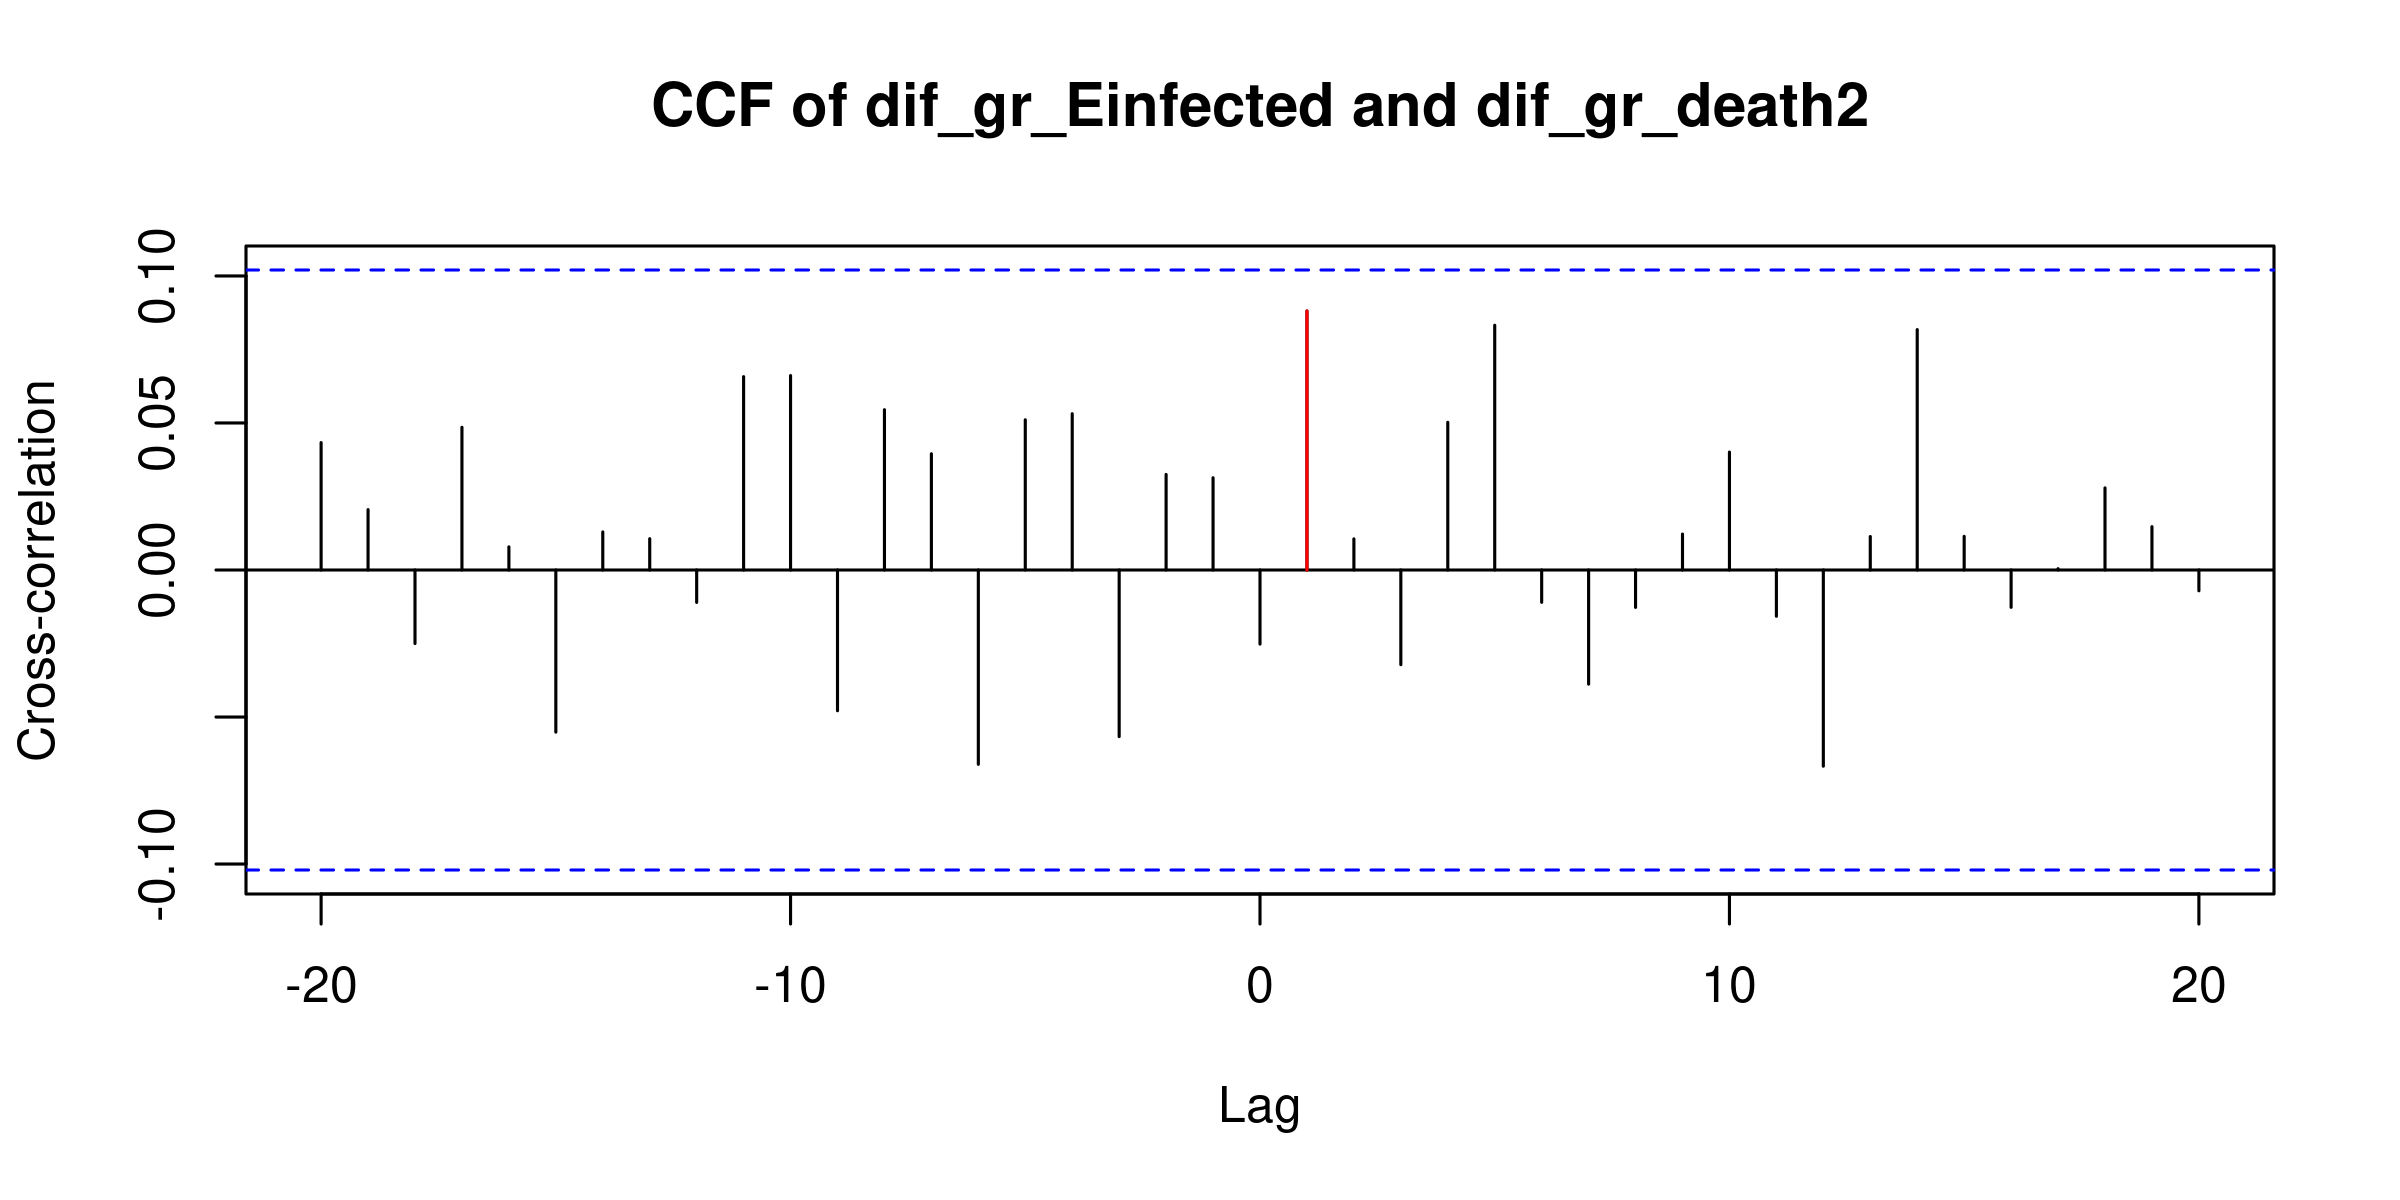 CCF of dif_gr_Einfected and dif_gr_death2
Cross-correlation
0.10
0.05
0.00
-0.10
-20 -10 0 10 20
Lag